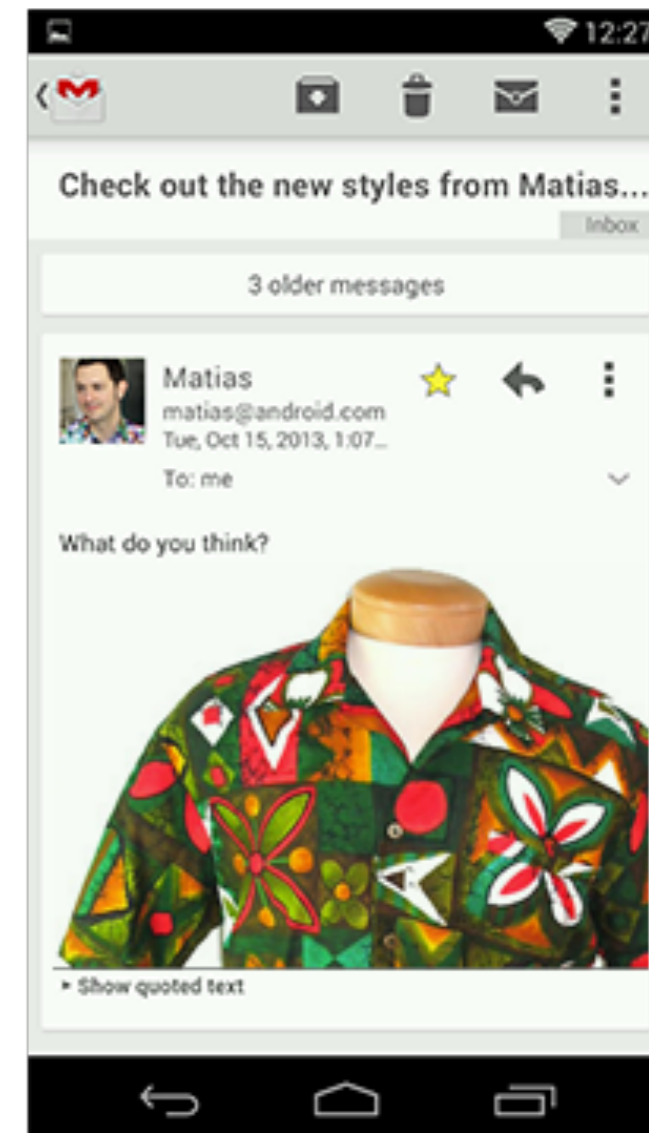 12:27
Check out the new styles from Matias...
Inbox
3 older messages
Matias
matias@android.com
Tue, Oct 15, 2013, 1:07...
To: me
What do you think?
Show quoted text